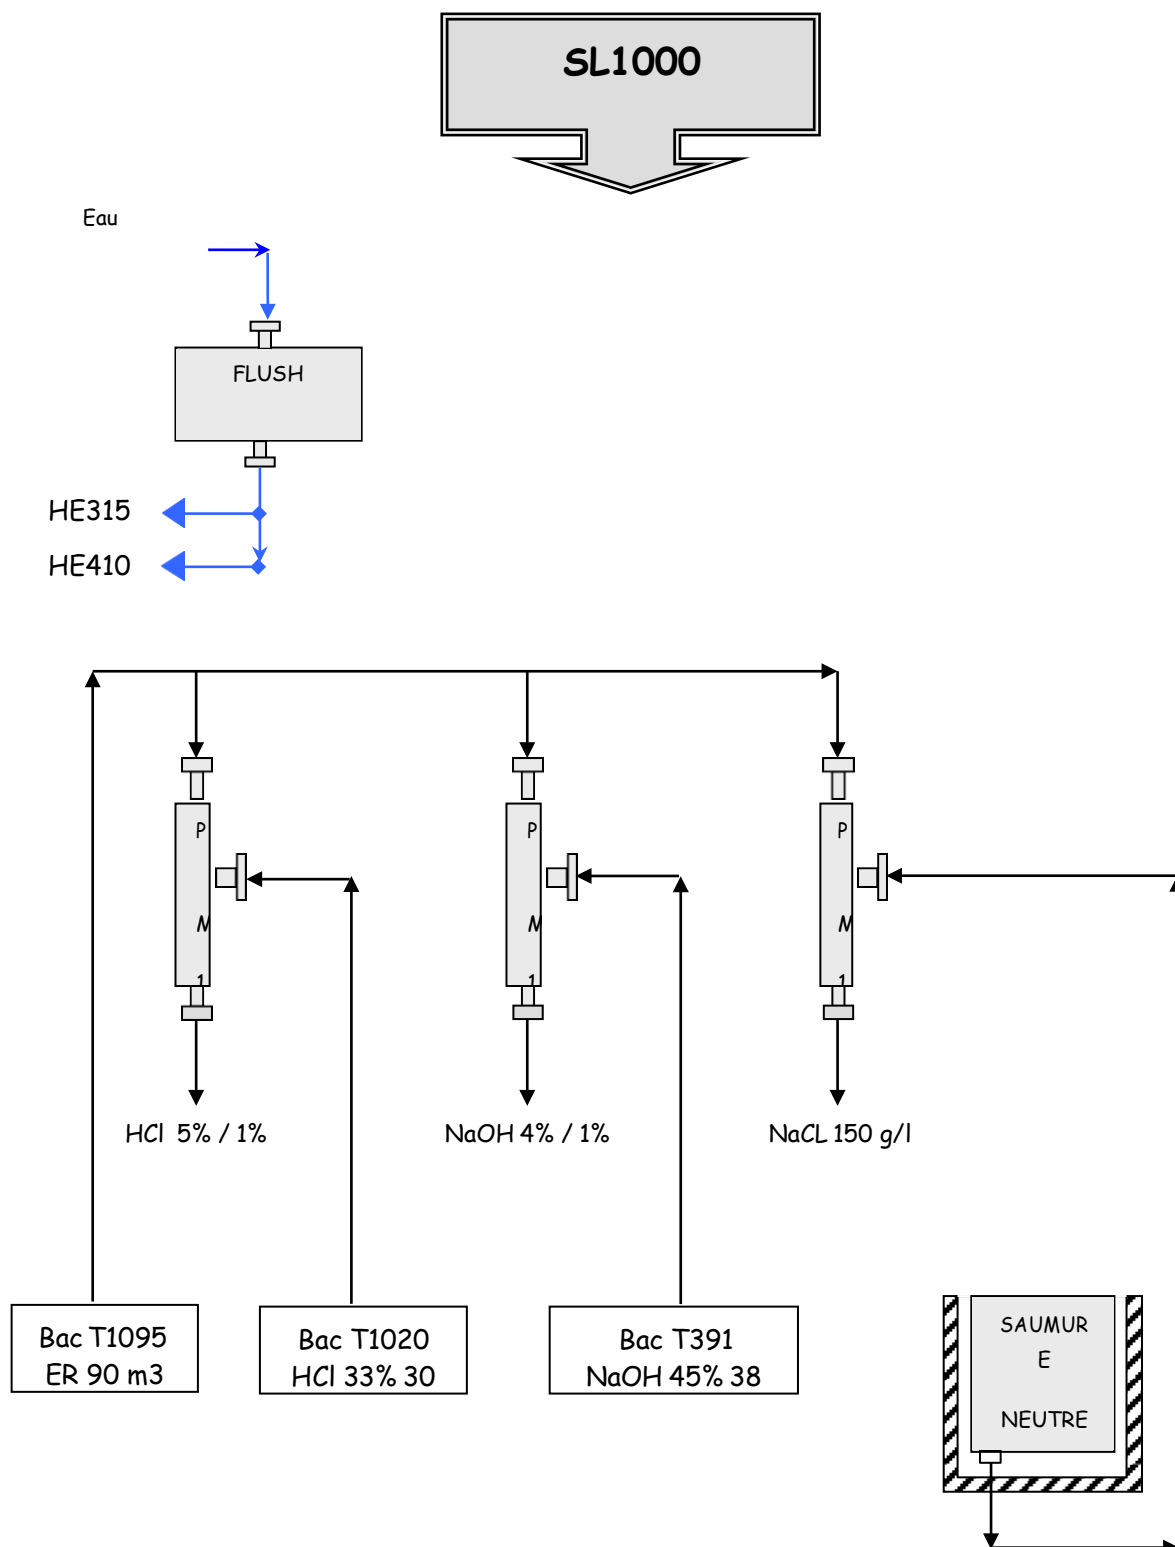 SL1000
Eau
FLUSH
HE315
HE410
P
M
1
P
M
1
P
M
1
HCl 5% / 1%
NaOH 4% / 1%
NaCL 150 g/l
Bac T1095
ER 90 m3
Bac T1020
HCl 33% 30
Bac T391
NaOH 45% 38
SAUMUR
E
NEUTRE